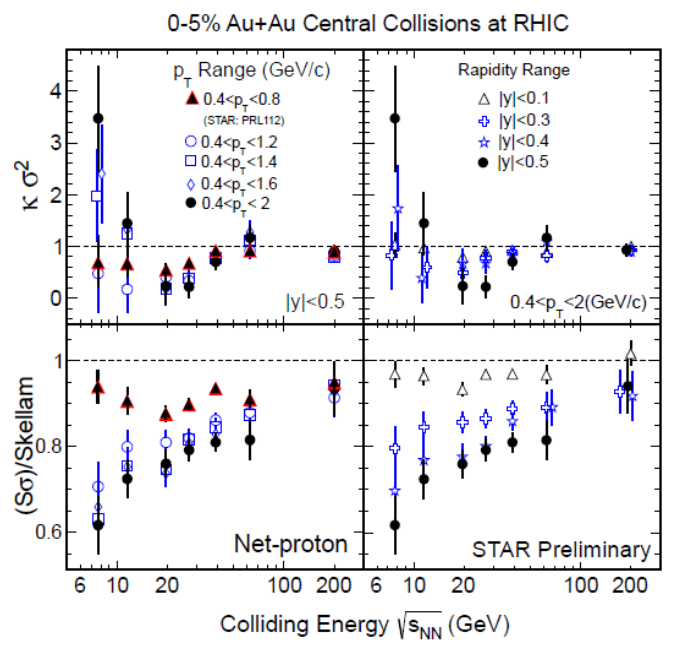 0-5% Au+Au Central Collisions at RHIC
p_T Range (GeV/c)
0.4<p_T<0.8
(STAR: PRL112)
0.4<p_T<1.2
0.4<p_T<1.4
0.4<p_T<1.6
0.4<p_T<2
Rapidity Range
|y|<0.1
|y|<0.3
|y|<0.4
|y|<0.5
κ σ²
4
3
2
1
0
|y|<0.5
0.4<p_T<2(GeV/c)
(Sσ)/Skellam
1
0.8
0.6
Net-proton
STAR Preliminary
6 10 20 100 200
6 10 20 100 200
Colliding Energy √s_NN (GeV)